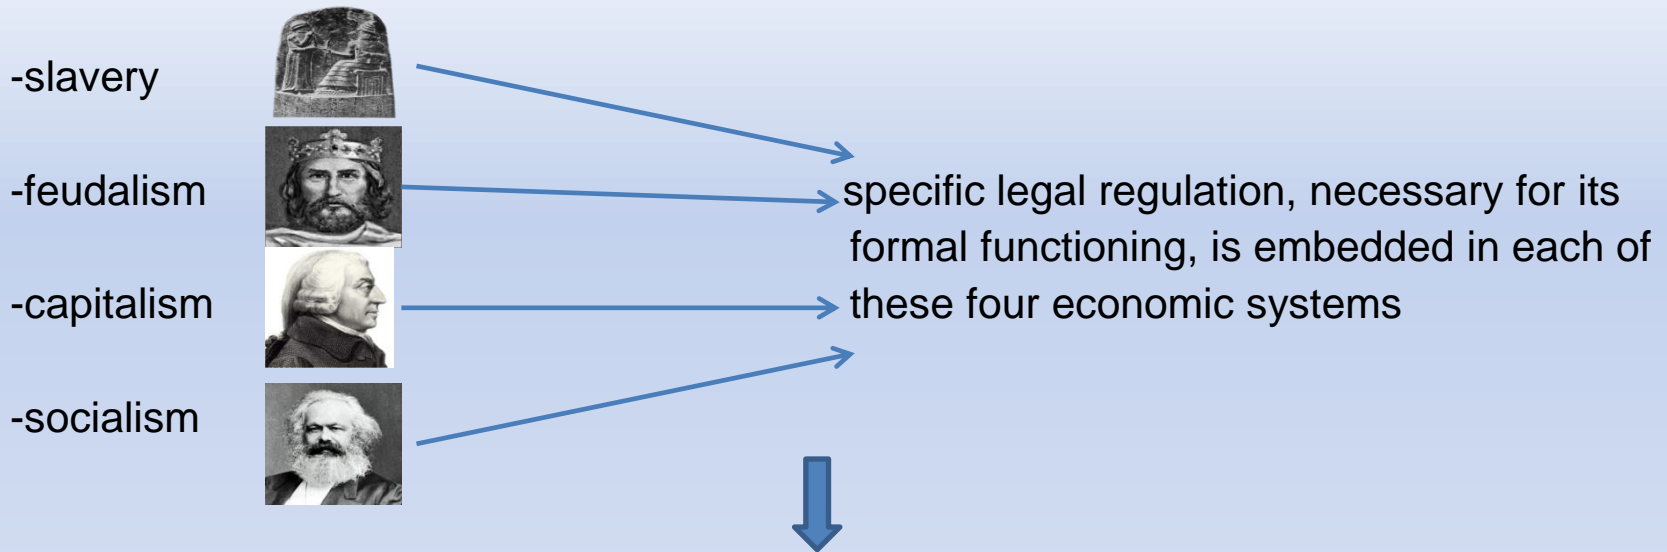 -slavery
-feudalism
-capitalism
-socialism
specific legal regulation, necessary for its
formal functioning, is embedded in each of
these four economic systems